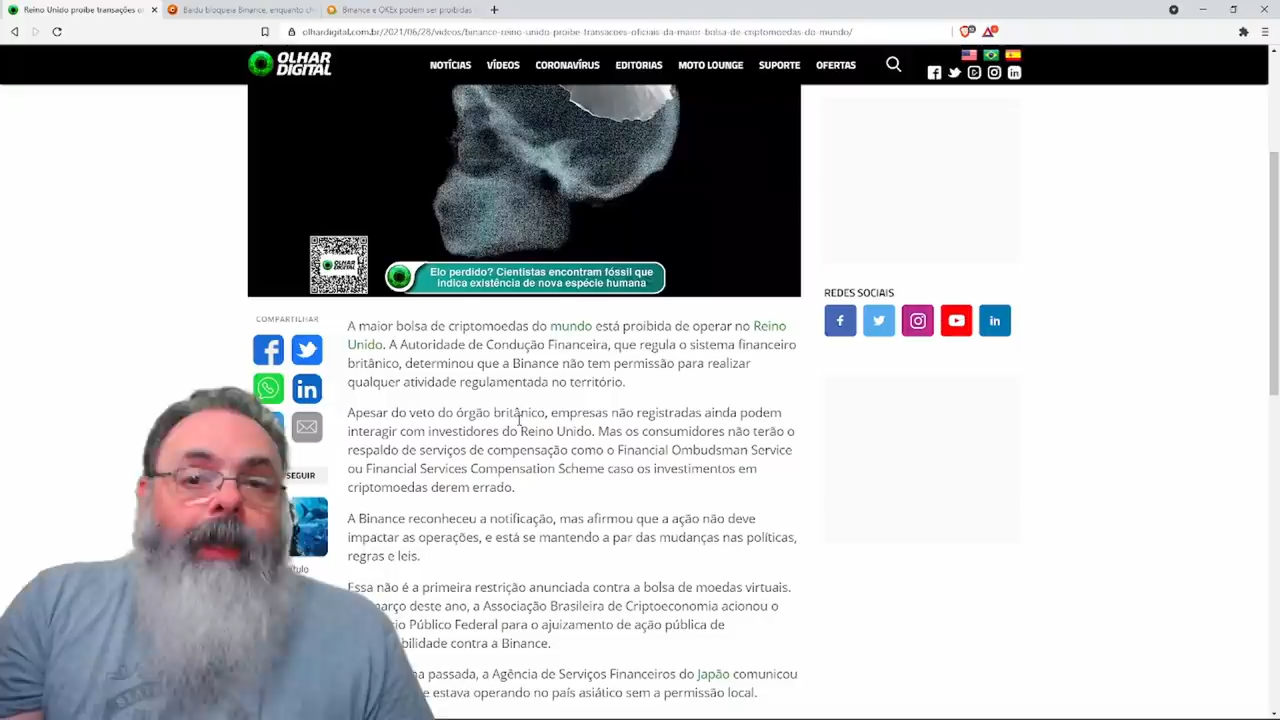 Reino Unido proíbe transações o
Baidu bloqueia Binance, enquanto ch
Binance e OKEx podem ser proibidas
olhardigital.com.br/2021/06/28/videos/binance-reino-unido-proibe-transacoes-oficiais-da-maior-bolsa-de-criptomoedas-do-mundo/
OLHAR
DIGITAL
NOTÍCIAS VÍDEOS CORONAVÍRUS EDITORIAS MOTO LOUNGE SUPORTE OFERTAS
OLHAR
DIGITAL
Elo perdido? Cientistas encontram fóssil que
indica existência de nova espécie humana
COMPARTILHAR
A maior bolsa de criptomoedas do mundo está proibida de operar no Reino
Unido. A Autoridade de Condução Financeira, que regula o sistema financeiro
britânico, determinou que a Binance não tem permissão para realizar
qualquer atividade regulamentada no território.
Apesar do veto do órgão britânico, empresas não registradas ainda podem
interagir com investidores do Reino Unido. Mas os consumidores não terão o
respaldo de serviços de compensação como o Financial Ombudsman Service
ou Financial Services Compensation Scheme caso os investimentos em
criptomoedas derem errado.
SEGUIR
A Binance reconheceu a notificação, mas afirmou que a ação não deve
impactar as operações, e está se mantendo a par das mudanças nas políticas,
regras e leis.
Essa não é a primeira restrição anunciada contra a bolsa de moedas virtuais.
março deste ano, a Associação Brasileira de Criptoeconomia acionou o
io Público Federal para o ajuizamento de ação pública de
bilidade contra a Binance.
a passada, a Agência de Serviços Financeiros do Japão comunicou
e estava operando no país asiático sem a permissão local.
REDES SOCIAIS